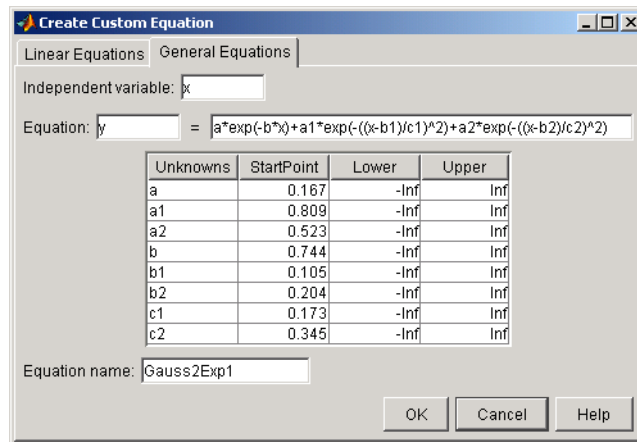 Create Custom Equation
Linear Equations General Equations
Independent variable: x
Equation: y = a*exp(-b*x)+a1*exp(-((x-b1)/c1)^2)+a2*exp(-((x-b2)/c2)^2)
Unknowns StartPoint Lower Upper
a 0.167 -Inf Inf
a1 0.809 -Inf Inf
a2 0.523 -Inf Inf
b 0.744 -Inf Inf
b1 0.105 -Inf Inf
b2 0.204 -Inf Inf
c1 0.173 -Inf Inf
c2 0.345 -Inf Inf
Equation name: Gauss2Exp1
OK Cancel Help